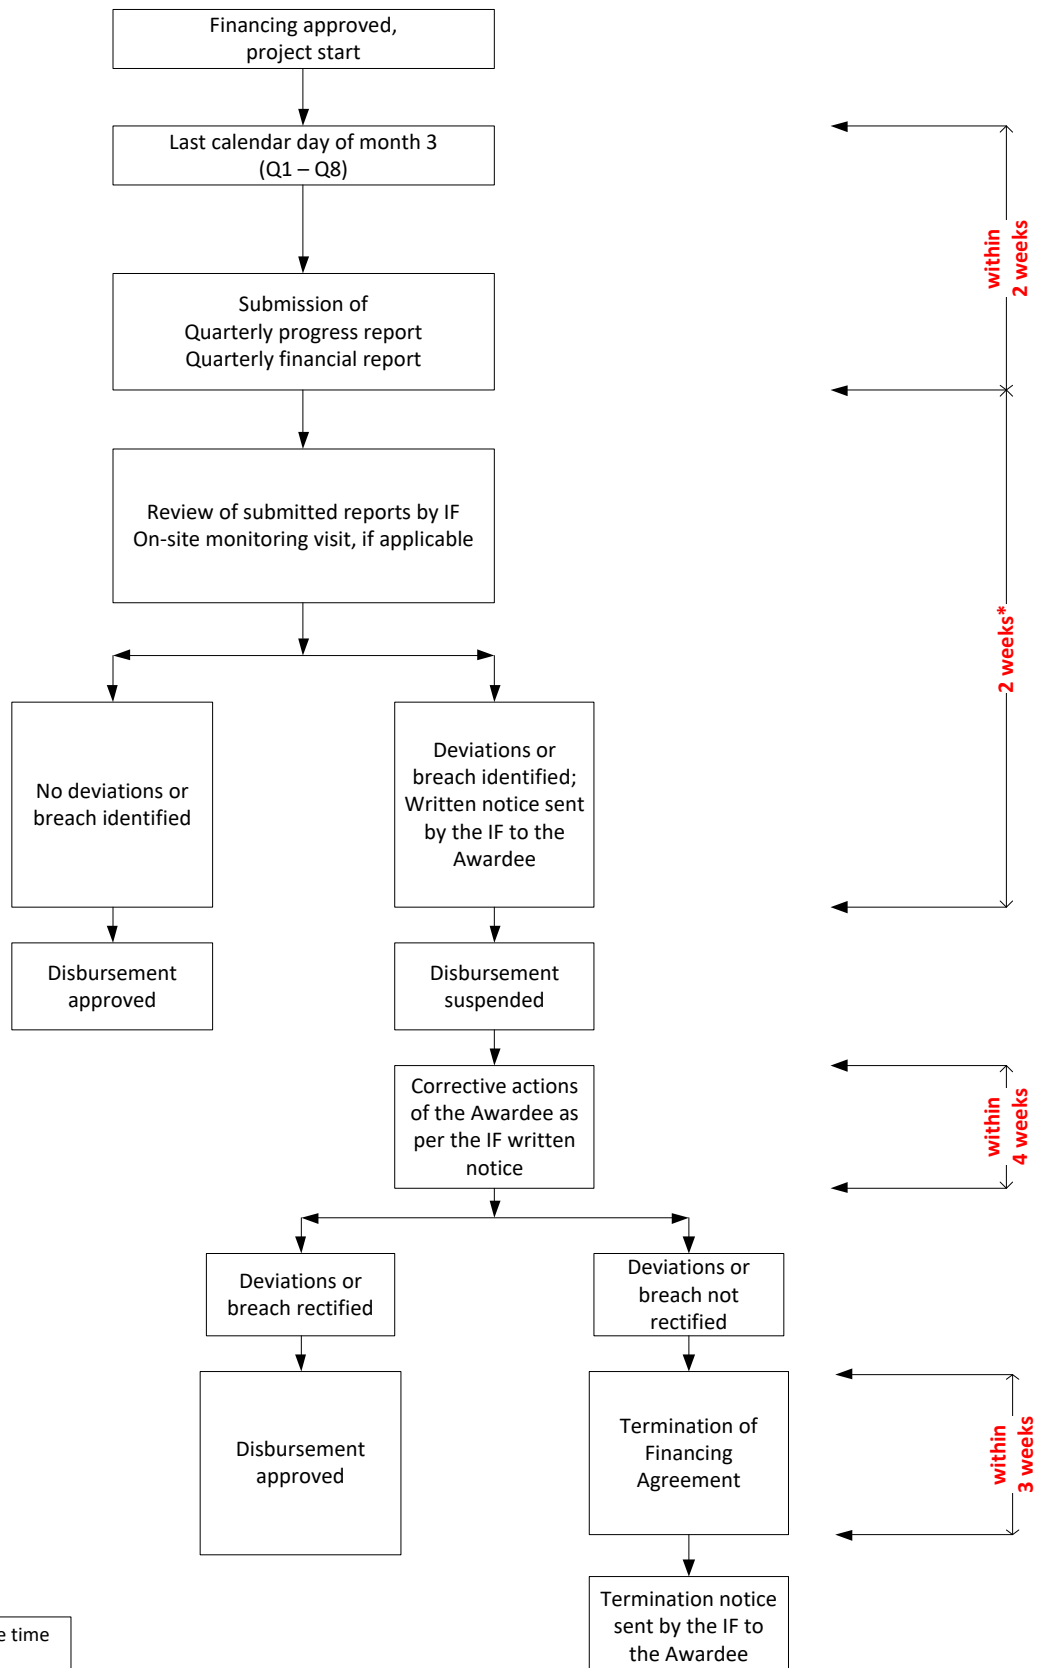 Financing approved,
project start
Last calendar day of month 3
(Q1 – Q8)
within
2 weeks
Submission of
Quarterly progress report
Quarterly financial report
Review of submitted reports by IF
On-site monitoring visit, if applicable
2 weeks*
No deviations or
breach identified
Deviations or
breach identified;
Written notice sent
by the IF to the
Awardee
Disbursement
approved
Disbursement
suspended
Corrective actions
of the Awardee as
per the IF written
notice
within
4 weeks
Deviations or
breach rectified
Deviations or
breach not
rectified
Disbursement
approved
Termination of
Financing
Agreement
within
3 weeks
Termination notice
sent by the IF to
the Awardee
time